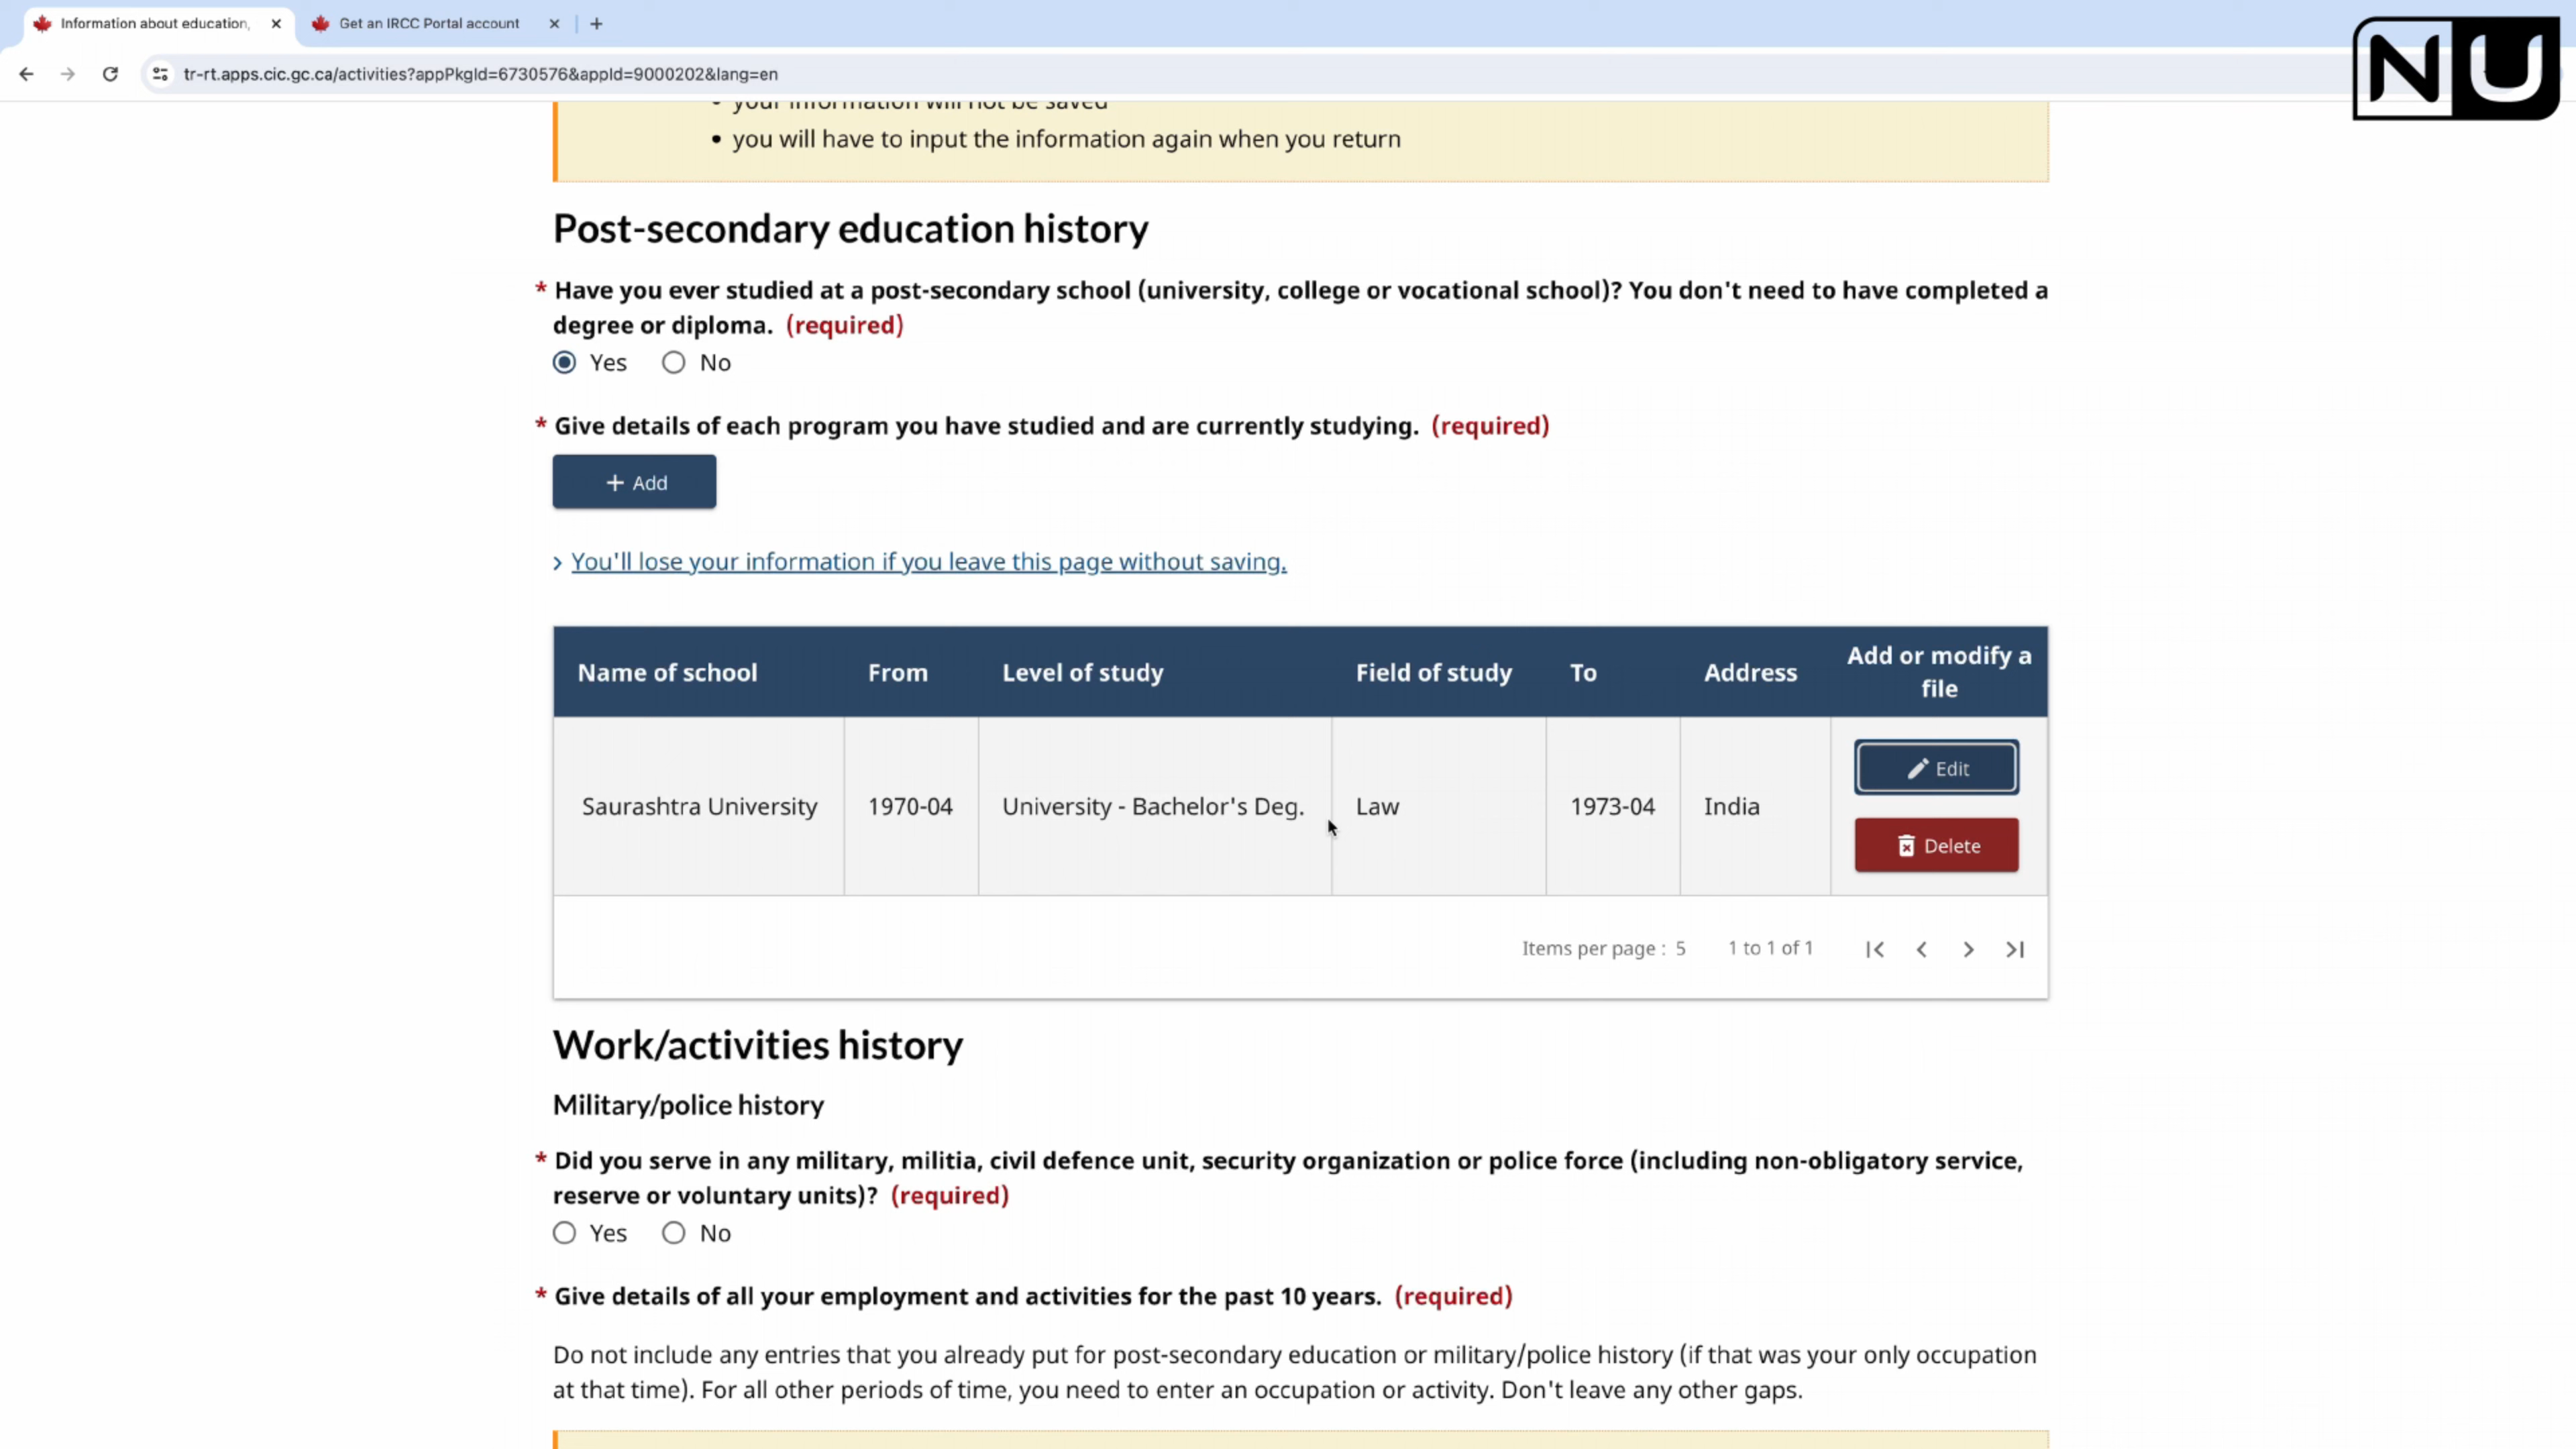 Information about education,
Get an IRCC Portal account
tr-rt.apps.cic.gc.ca/activities?appPkgId=6730576&appId=9000202&lang=en
NU
your information will not be saved
you will have to input the information again when you return
Post-secondary education history
* Have you ever studied at a post-secondary school (university, college or vocational school)? You don't need to have completed a
degree or diploma. (required)
Yes No
* Give details of each program you have studied and are currently studying. (required)
+ Add
You'll lose your information if you leave this page without saving.
Name of school From Level of study Field of study To Address Add or modify a
file
Saurashtra University 1970-04 University - Bachelor's Deg. Law 1973-04 India
Edit
Delete
Items per page : 5 1 to 1 of 1
Work/activities history
Military/police history
* Did you serve in any military, militia, civil defence unit, security organization or police force (including non-obligatory service,
reserve or voluntary units)? (required)
Yes No
* Give details of all your employment and activities for the past 10 years. (required)
Do not include any entries that you already put for post-secondary education or military/police history (if that was your only occupation
at that time). For all other periods of time, you need to enter an occupation or activity. Don't leave any other gaps.